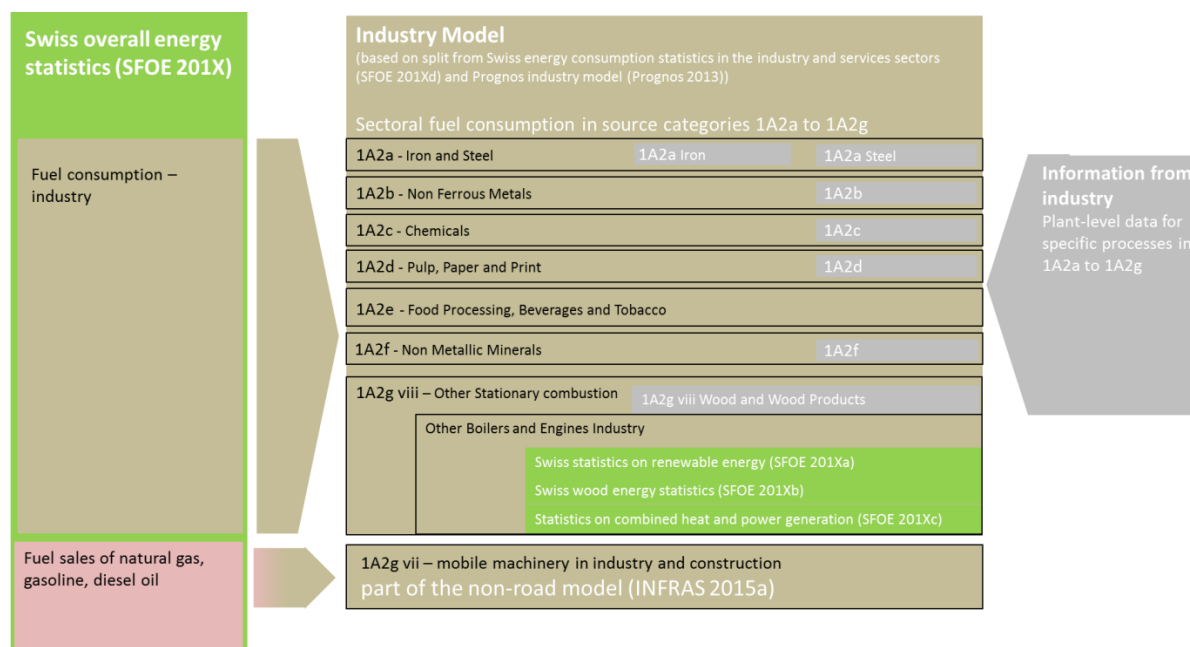 Swiss overall energy
statistics (SFOE 201X)
Fuel consumption –
industry
Fuel sales of natural gas,
gasoline, diesel oil
Industry Model
(based on split from Swiss energy consumption statistics in the industry and services sectors
(SFOE 201Xd) and Prognos industry model (Prognos 2013))
Sectoral fuel consumption in source categories 1A2a to 1A2g
1A2a - Iron and Steel 1A2a Iron 1A2a Steel
1A2b - Non Ferrous Metals 1A2b
1A2c - Chemicals 1A2c
1A2d - Pulp, Paper and Print 1A2d
1A2e - Food Processing, Beverages and Tobacco
1A2f - Non Metallic Minerals 1A2f
1A2g viii – Other Stationary combustion 1A2g viii Wood and Wood Products
Other Boilers and Engines Industry
Swiss statistics on renewable energy (SFOE 201Xa)
Swiss wood energy statistics (SFOE 201Xb)
Statistics on combined heat and power generation (SFOE 201Xc)
1A2g vii – mobile machinery in industry and construction
part of the non-road model (INFRAS 2015a)
Information from
industry
Plant-level data for
specific processes in
1A2a to 1A2g